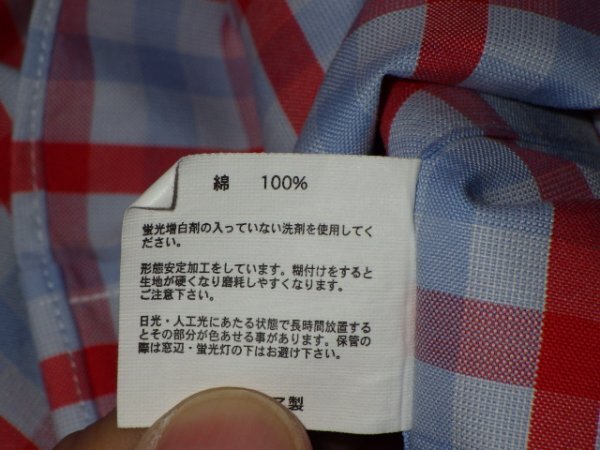 綿 100%
蛍光増白剤の入っていない洗剤を使用してく
ださい。
形態安定加工をしています。糊付けをすると
生地が硬くなり磨耗しやすくなります。
ご注意下さい。
日光・人工光にあたる状態で長時間放置する
とその部分が色あせる事があります。保管の
際は窓辺・蛍光灯の下はお避け下さい。
製